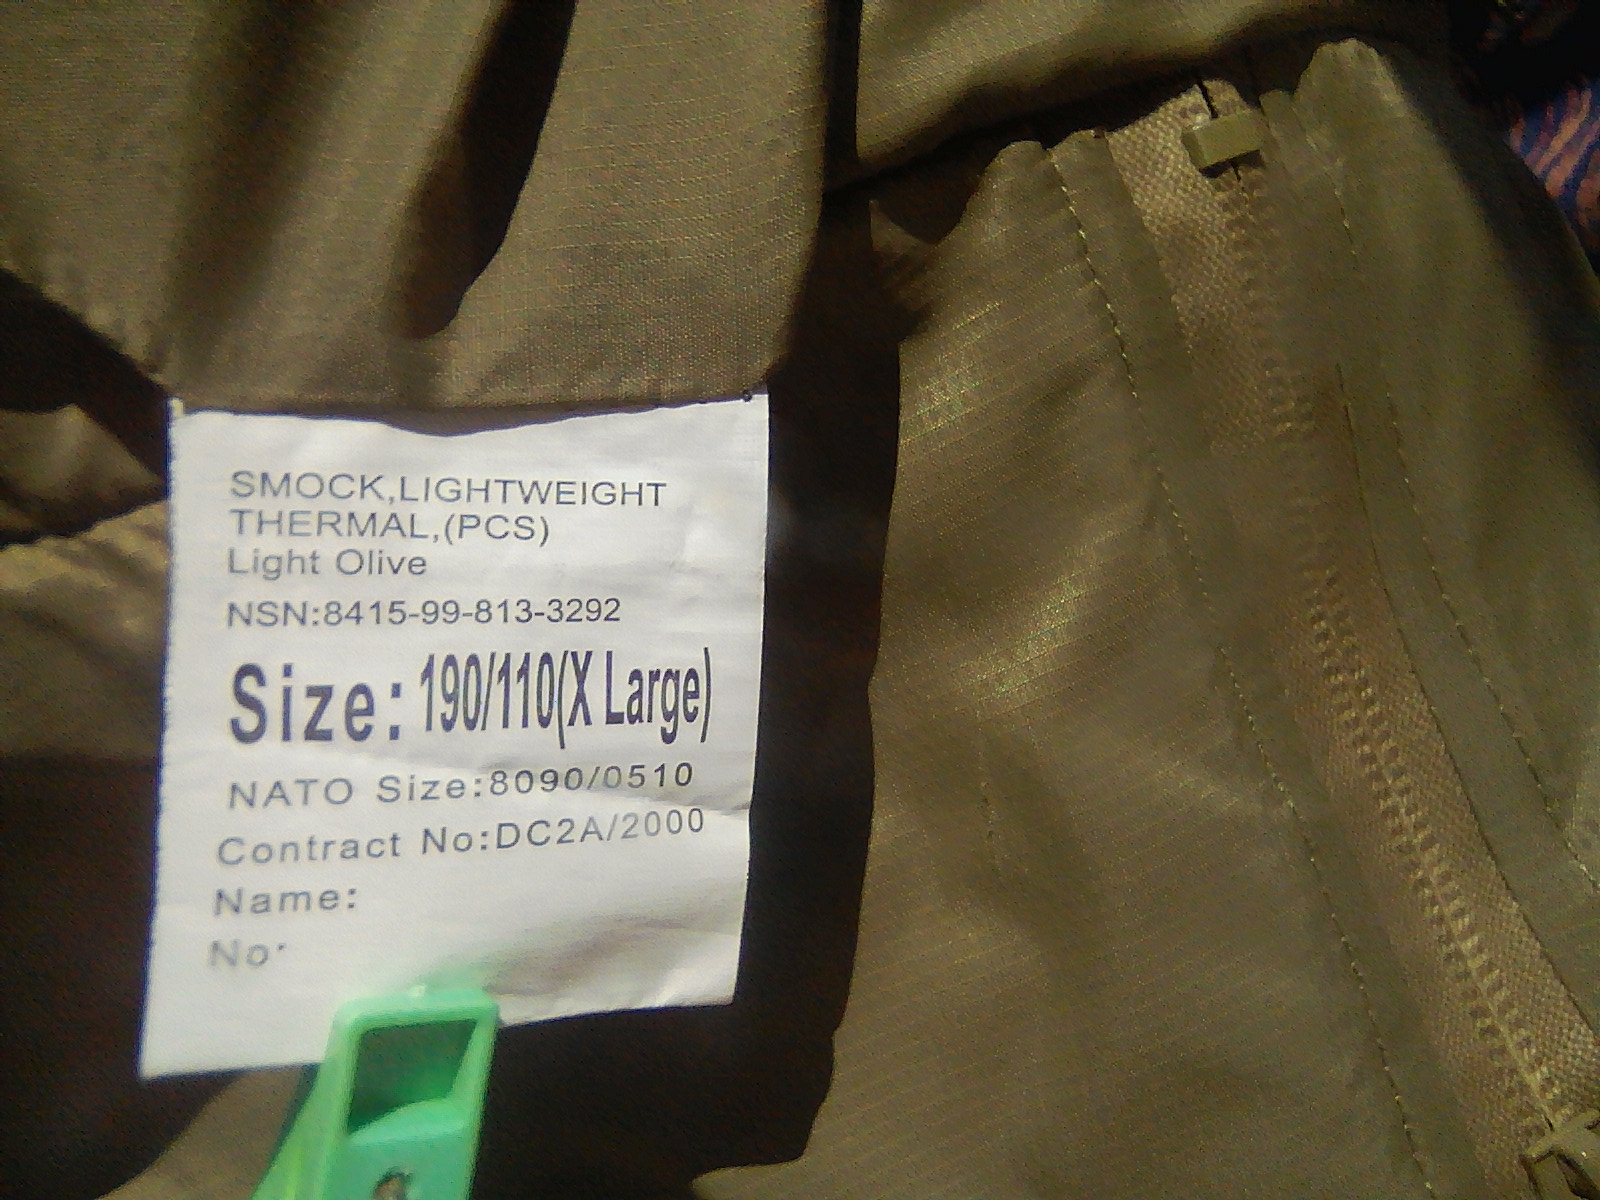 SMOCK,LIGHTWEIGHT
THERMAL,(PCS)
Light Olive
NSN:8415-99-813-3292
Size: 190/110(X Large)
NATO Size:8090/0510
Contract No:DC2A/2000
Name:
No: